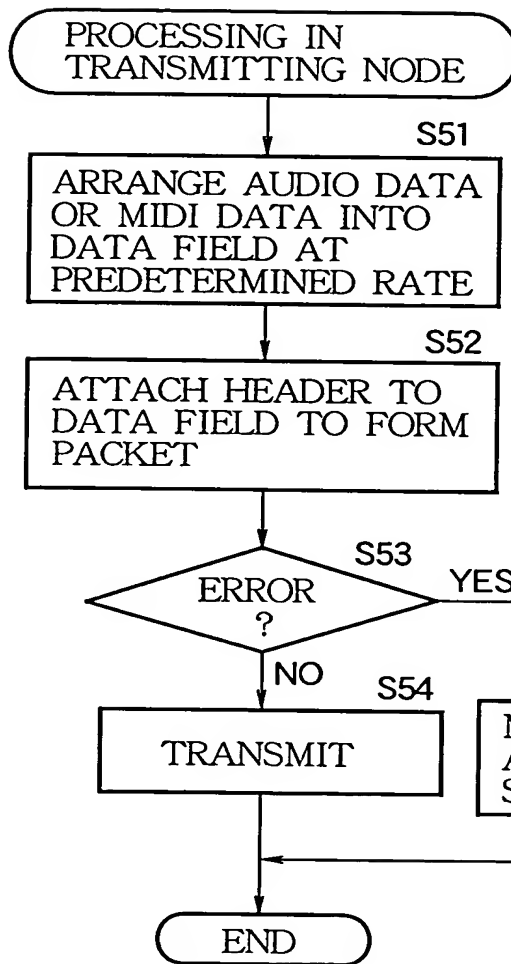 PROCESSING IN
TRANSMITTING NODE
S51
ARRANGE AUDIO DATA
OR MIDI DATA INTO
DATA FIELD AT
PREDETERMINED RATE
S52
ATTACH HEADER TO
DATA FIELD TO FORM
PACKET
S53
ERROR
?
YES
NO
S54
TRANSMIT
END